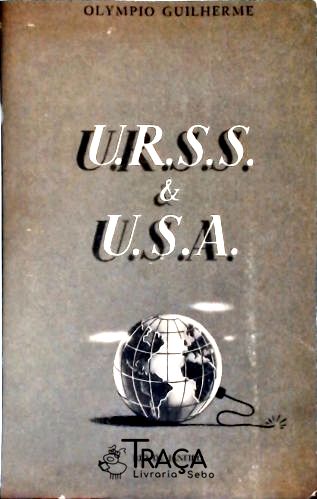 OLYMPIO GUILHERME
U.R.S.S.
&
U.S.A.
TRAÇA
Livraria Sebo